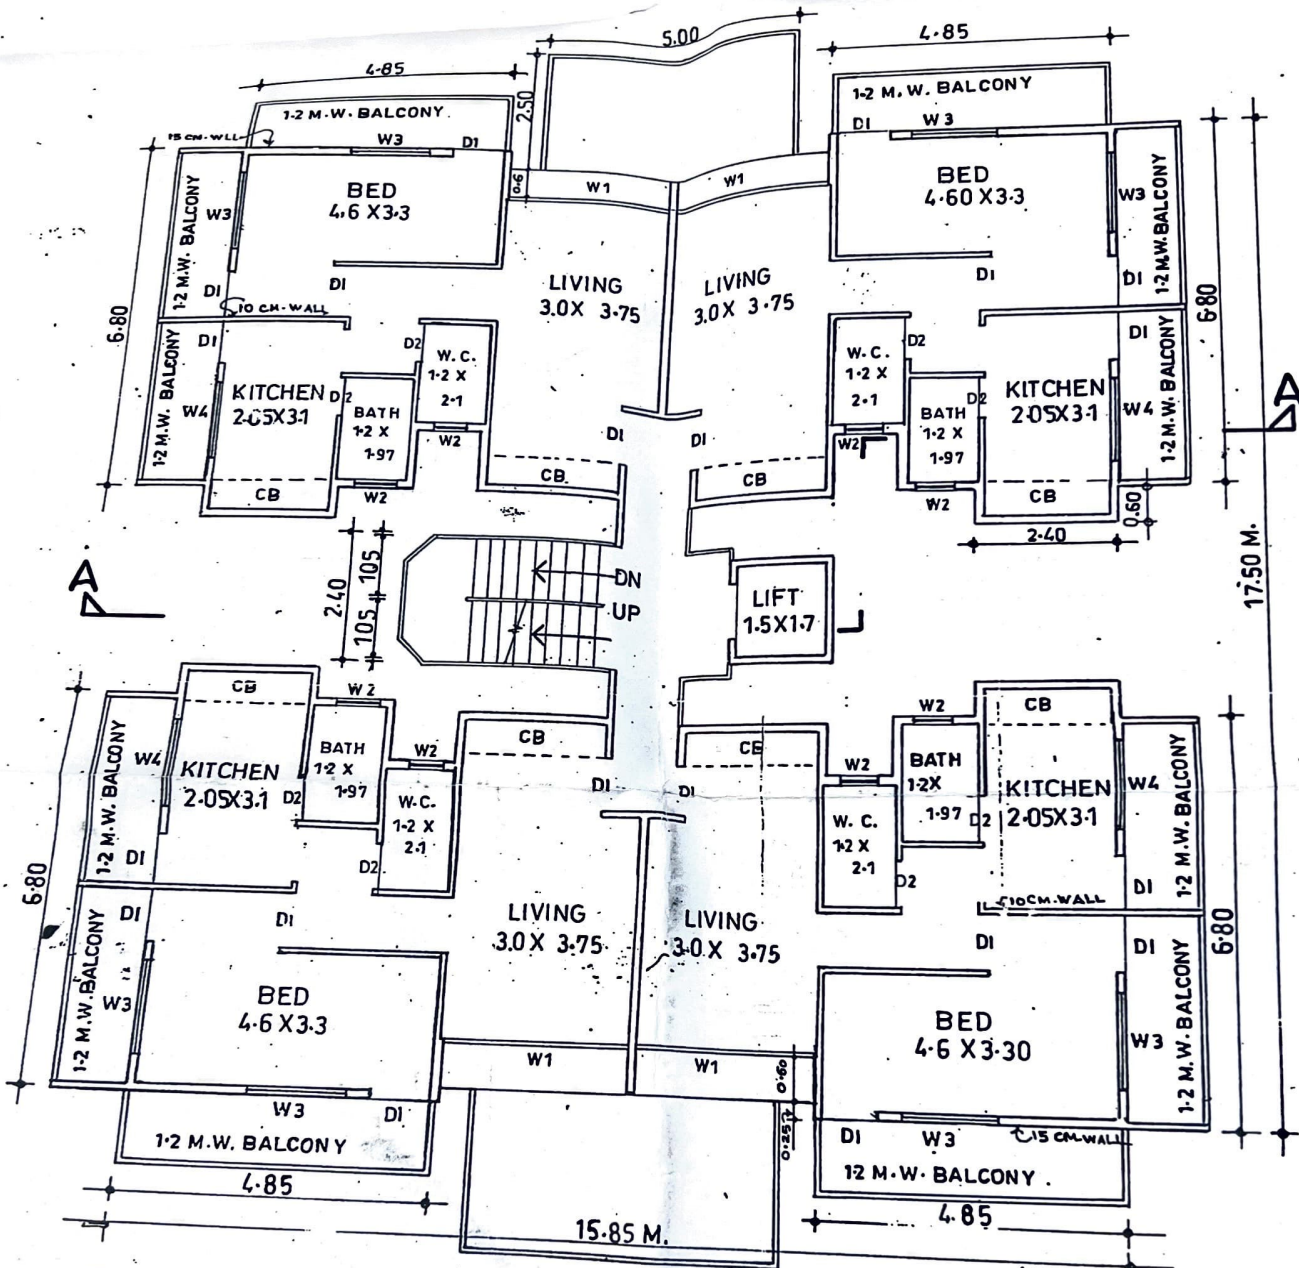 5.00
4.85
4.85
2.50
1.2 M.W. BALCONY
1.2 M.W. BALCONY
15 CM-WLL
W3
D1
D1
W3
BED
4.6 X3.3
0.6
W1
W1
BED
4.60 X3.3
1.2 M.W. BALCONY
W3
W3
1.2 M.W. BALCONY
D1
D1
LIVING
3.0 X 3.75
LIVING
3.0 X 3.75
D1
D1
10 CM-WALL
6.80
6.80
D1
D2
W.C.
1.2 X
2.1
W.C.
1.2 X
2.1
D2
D1
1.2 M.W. BALCONY
W4
KITCHEN
2.05X3.1
D2
BATH
1.2 X
1.97
BATH
1.2 X
1.97
D2
KITCHEN
2.05X3.1
W4
1.2 M.W. BALCONY
A
W2
D1
D1
W2
CB
W2
CB
CB
W2
CB
0.60
2.40
17.50 M.
A
2.40
105
105
DN
UP
LIFT
1.5X1.7
CB
W2
W2
CB
1.2 M.W. BALCONY
W4
KITCHEN
2.05X3.1
BATH
1.2 X
1.97
D2
W2
CB
CB
W2
BATH
1.2X
1.97
D2
KITCHEN
2.05X3.1
W4
1.2 M.W. BALCONY
D1
D1
W.C.
1.2 X
2.1
D2
W.C.
1.2 X
2.1
D2
D1
D1
10CM-WALL
6.80
D1
D1
LIVING
3.0 X 3.75
LIVING
3.0 X 3.75
D1
D1
6.80
1.2 M.W. BALCONY
W3
BED
4.6 X3.3
BED
4.6 X3.30
W3
1.2 M.W. BALCONY
W1
W1
0.60
0.25
W3
D1
D1
W3
15 CM-WALL
1.2 M.W. BALCONY
1.2 M.W. BALCONY.
4.85
4.85
15.85 M.